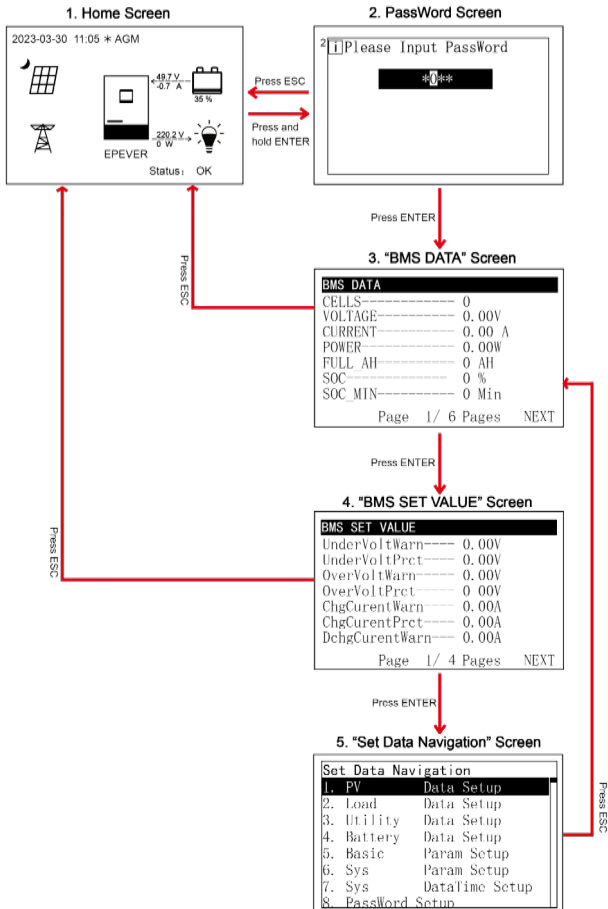 1. Home Screen
2023-03-30 11:05 * AGM
49.7 V
-0.7 A
35 %
220.2 V
0 W
EPEVER
Status: OK
Press ESC
Press and
hold ENTER
2. PassWord Screen
2 i Please Input PassWord
*0**
Press ENTER
3. “BMS DATA” Screen
BMS DATA
CELLS------------ 0
VOLTAGE---------- 0.00V
CURRENT---------- 0.00 A
POWER------------ 0.00W
FULL_AH---------- 0 AH
SOC-------------- 0 %
SOC_MIN---------- 0 Min
Page 1/ 6 Pages NEXT
Press ESC
Press ENTER
4. “BMS SET VALUE” Screen
BMS SET VALUE
UnderVoltWarn---- 0.00V
UnderVoltPrct---- 0.00V
OverVoltWarn----- 0.00V
OverVoltPrct----- 0 00V
ChgCurentWarn---- 0.00A
ChgCurentPrct---- 0.00A
DchgCurentWarn--- 0.00A
Page 1/ 4 Pages NEXT
Press ESC
Press ENTER
5. “Set Data Navigation” Screen
Set Data Navigation
1. PV Data Setup
2. Load Data Setup
3. Utility Data Setup
4. Battery Data Setup
5. Basic Param Setup
6. Sys Param Setup
7. Sys DataTime Setup
8. PassWord Setup
Press ESC